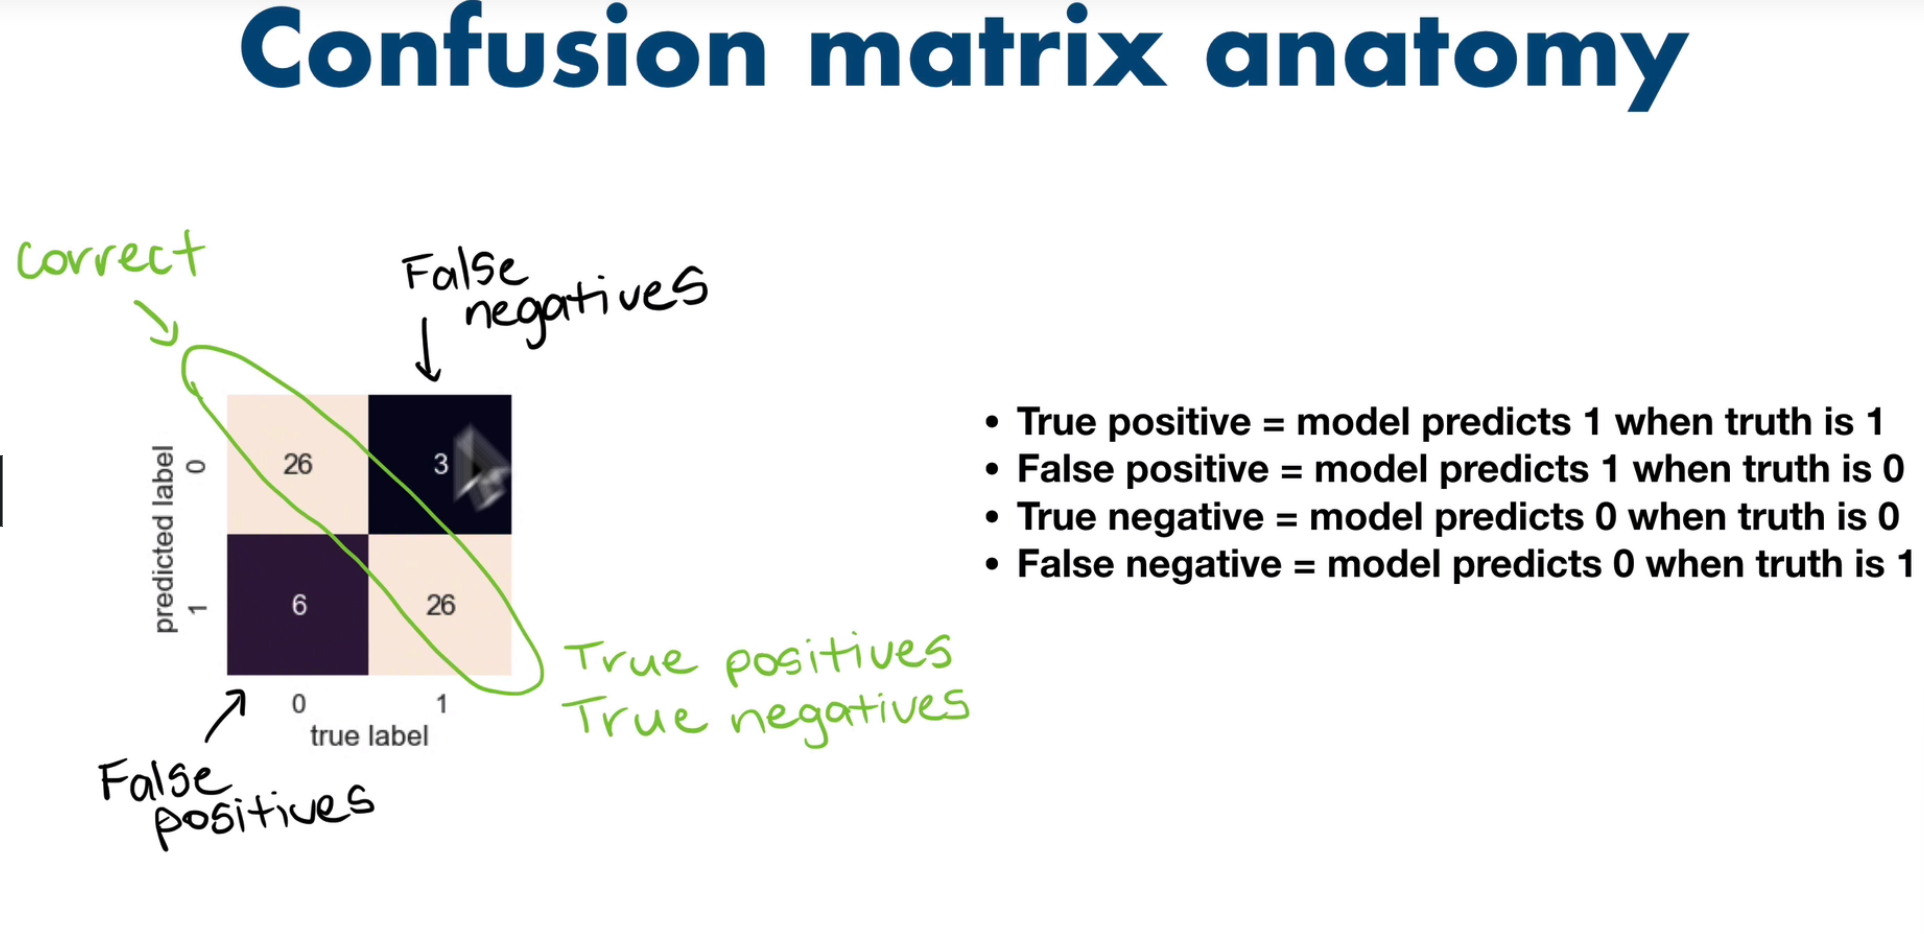 Confusion matrix anatomy
correct
False
negatives
predicted label
0
1
26
3
6
26
0
1
true label
False
positives
True positives
True negatives
• True positive = model predicts 1 when truth is 1
• False positive = model predicts 1 when truth is 0
• True negative = model predicts 0 when truth is 0
• False negative = model predicts 0 when truth is 1